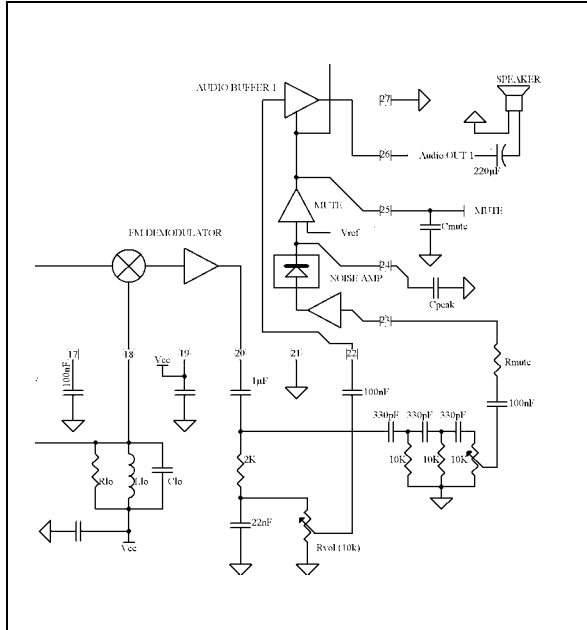 SPEAKER
AUDIO BUFFER 1
27
26
Audio OUT 1
220µF
MUTE
25
MUTE
Cmute
FM DEMODULATOR
Vref
24
NOISE AMP
Cpeak
23
17
18
19
20
21
22
Vcc
Rmute
100nF
1µF
100nF
100nF
330pF 330pF 330pF
2K
10K
10K
10K
Rlo
Llo
Clo
22nF
Rvol (10k)
Vcc